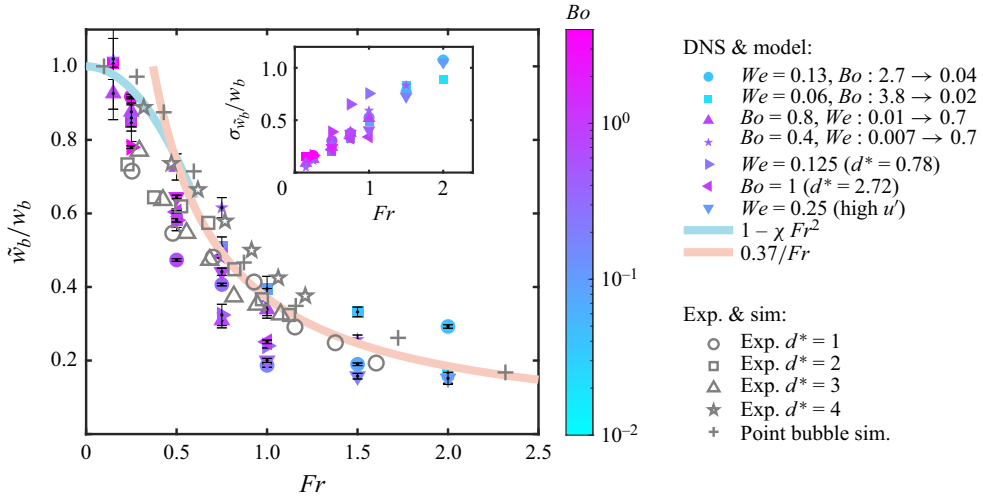 Bo
DNS & model:
We = 0.13, Bo : 2.7 → 0.04
We = 0.06, Bo : 3.8 → 0.02
Bo = 0.8, We : 0.01 → 0.7
Bo = 0.4, We : 0.007 → 0.7
We = 0.125 (d* = 0.78)
Bo = 1 (d* = 2.72)
We = 0.25 (high u′)
1 − χ Fr²
0.37/Fr
Exp. & sim:
Exp. d* = 1
Exp. d* = 2
Exp. d* = 3
Exp. d* = 4
Point bubble sim.
w̃_b/w_b
1.0
0.8
0.6
0.4
0.2
0
0.5
1.0
1.5
2.0
2.5
Fr
σ_w̃_b/w_b
1.0
0.5
0
1
2
Fr
10⁰
10⁻¹
10⁻²